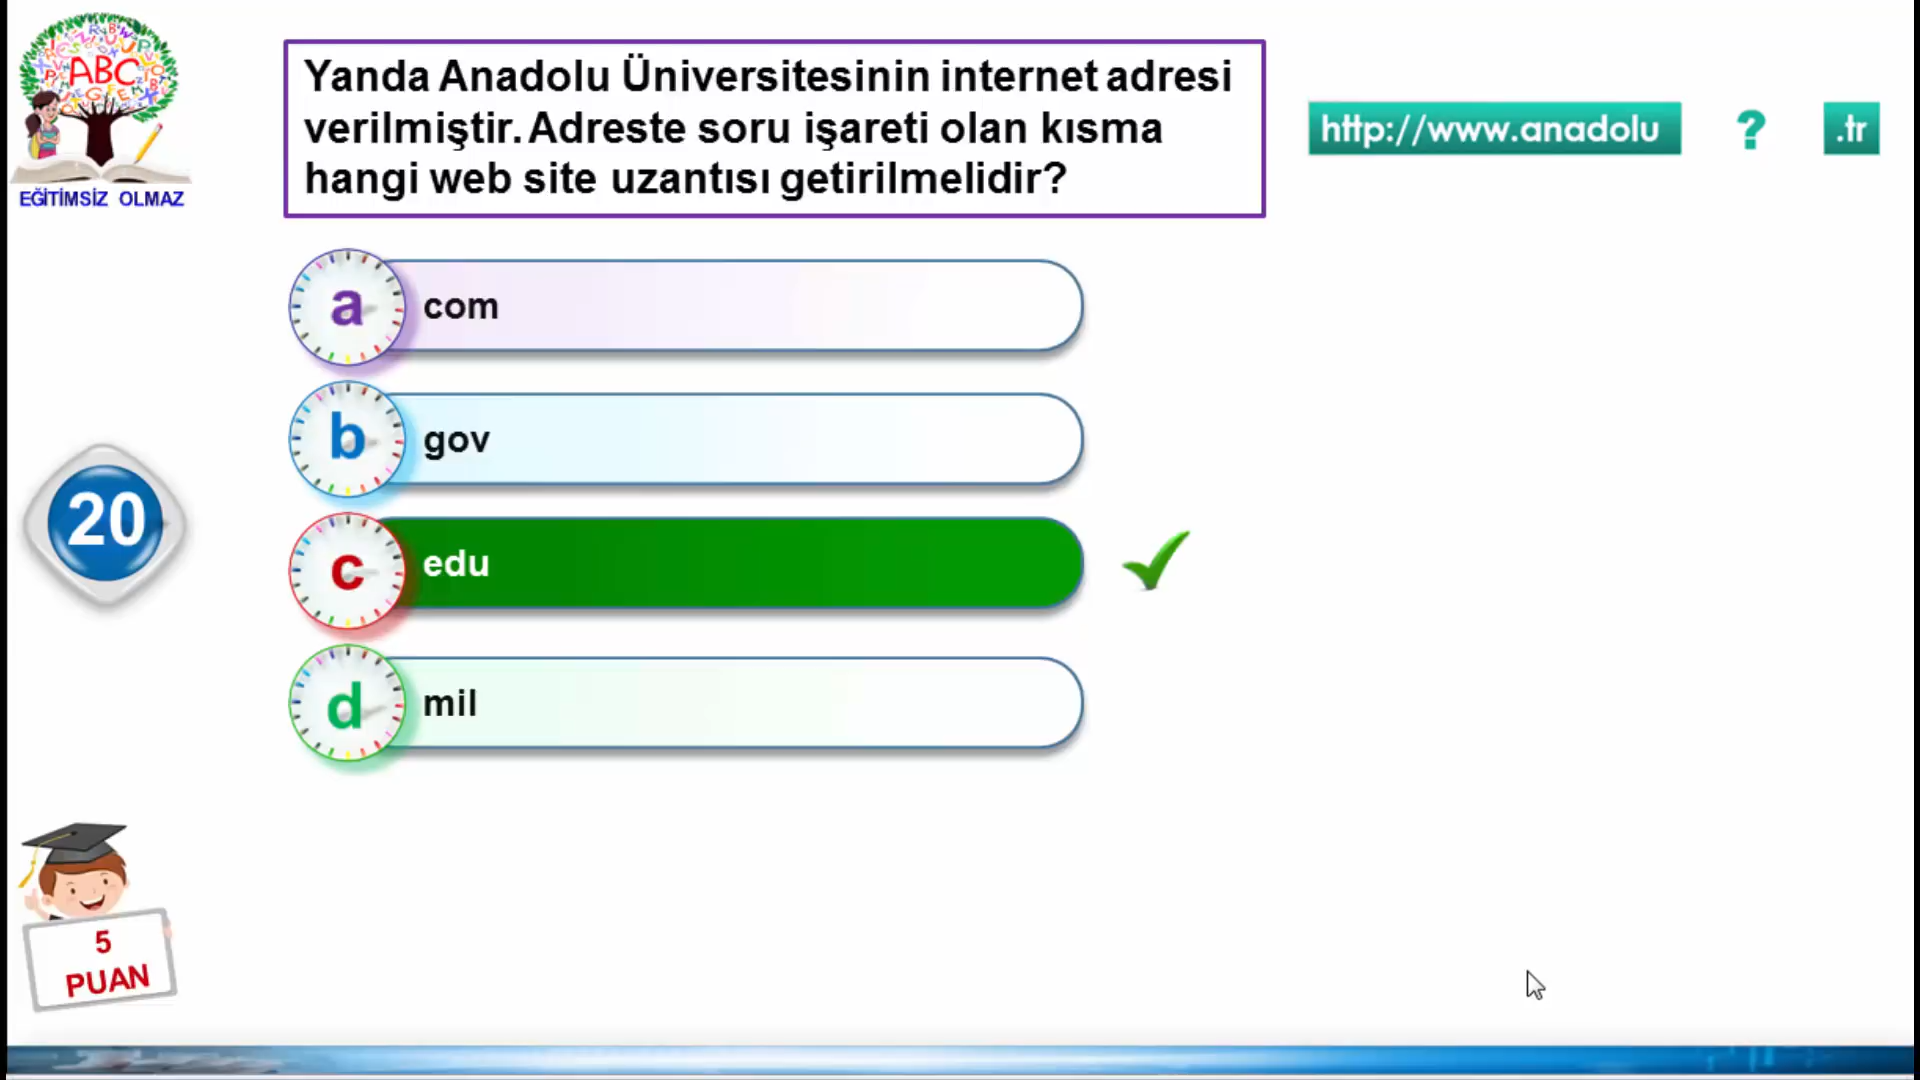 ABC
EĞİTİMSİZ OLMAZ
Yanda Anadolu Üniversitesinin internet adresi
verilmiştir. Adreste soru işareti olan kısma
hangi web site uzantısı getirilmelidir?
http://www.anadolu ? .tr
a com
b gov
c edu
d mil
20
5
PUAN